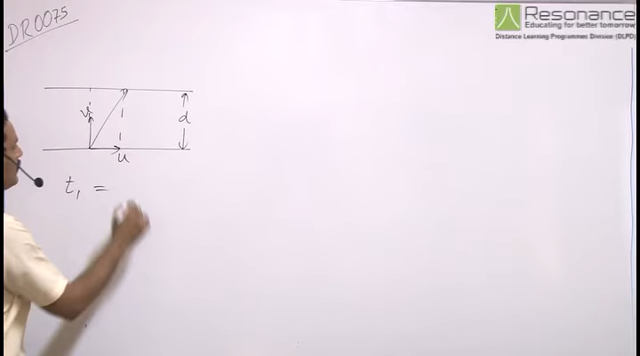 DR0075
Resonance
Educating for better tomorrow
Distance Learning Programmes Division (DLPD)
v
d
u
t₁ =